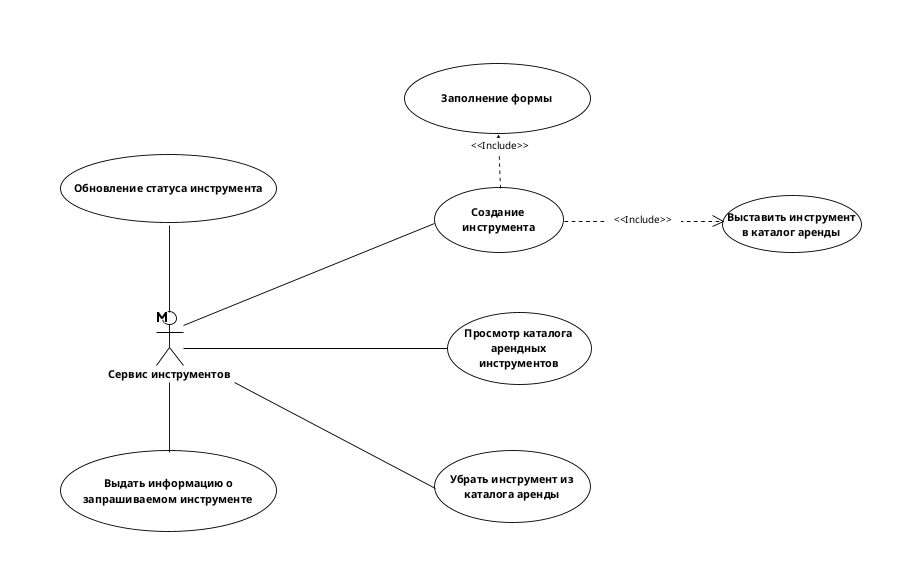 Заполнение формы
<<Include>>
Обновление статуса инструмента
Создание
инструмента
<<Include>>
Выставить инструмент
в каталог аренды
M
Просмотр каталога
арендных
инструментов
Сервис инструментов
Выдать информацию о
запрашиваемом инструменте
Убрать инструмент из
каталога аренды